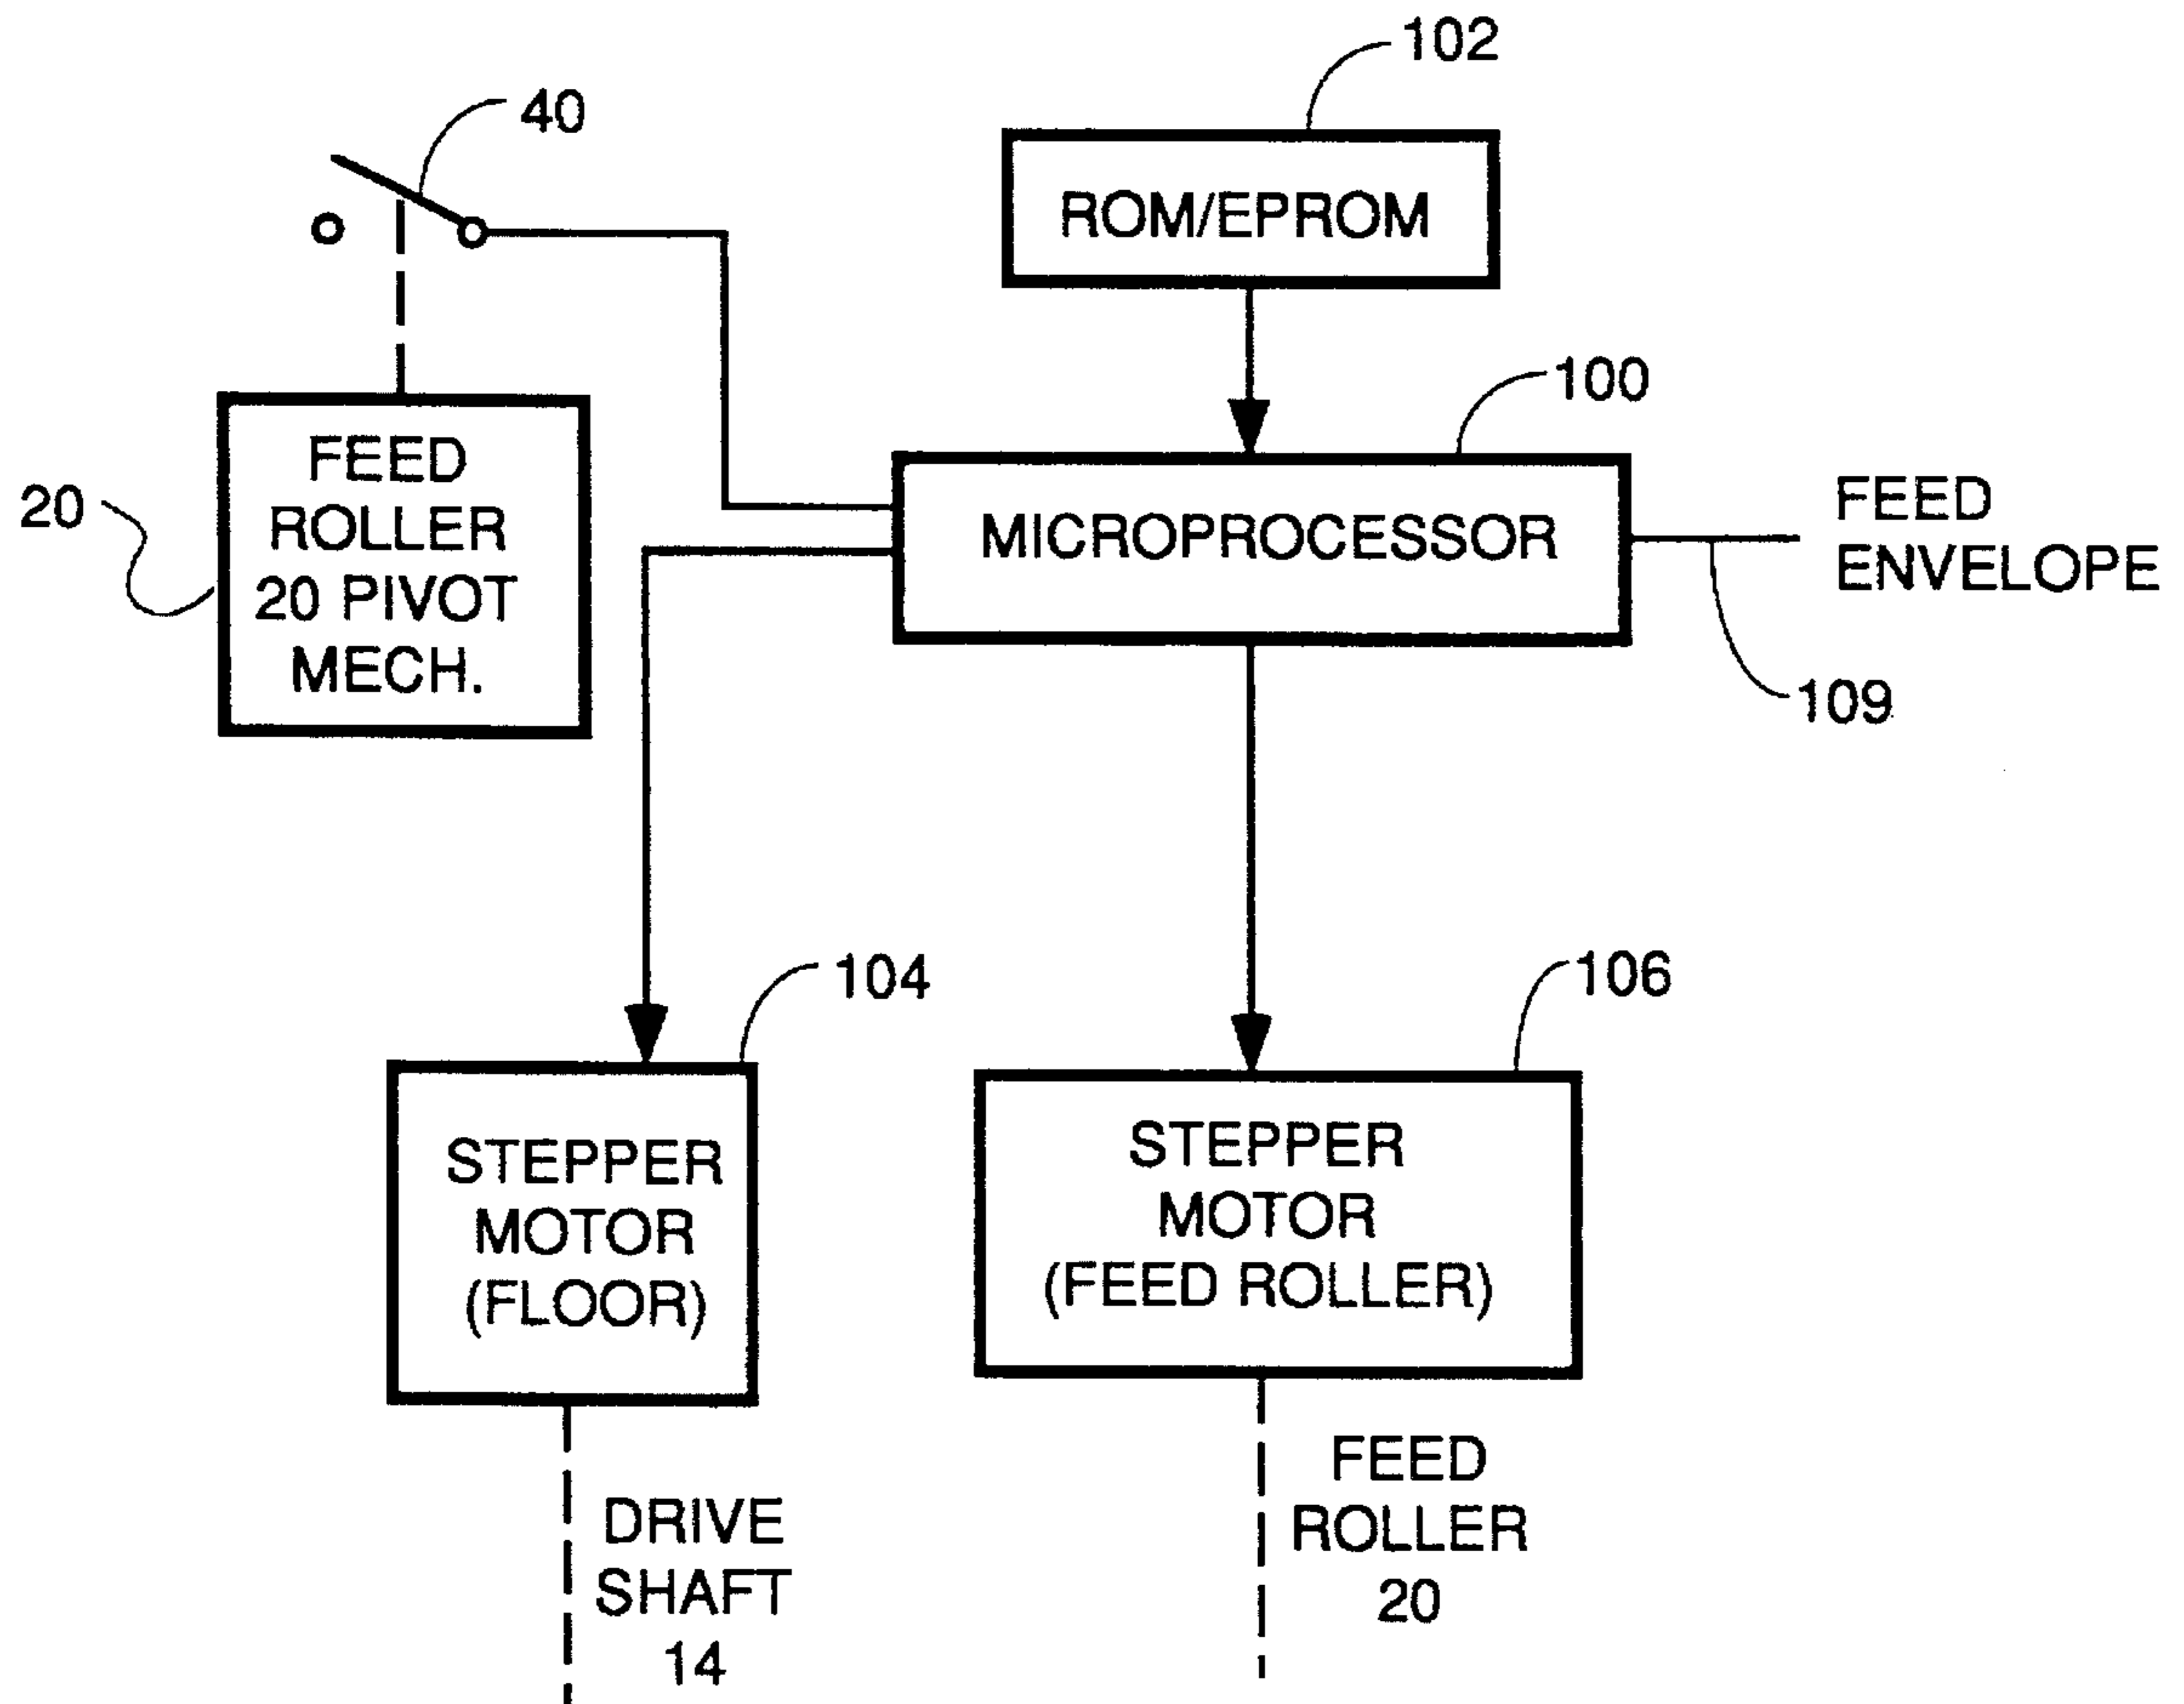 102
40
ROM/EPROM
100
FEED
ROLLER
20 PIVOT
MECH.
20
MICROPROCESSOR
FEED
ENVELOPE
109
104
106
STEPPER
MOTOR
(FLOOR)
STEPPER
MOTOR
(FEED ROLLER)
DRIVE
SHAFT
14
FEED
ROLLER
20